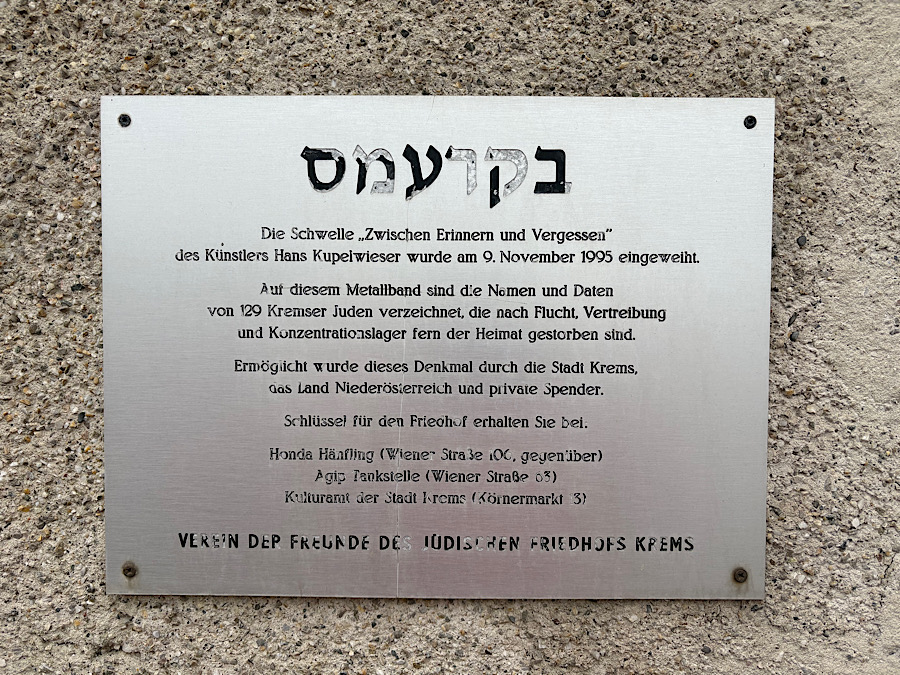 בקרעמס
Die Schwelle „Zwischen Erinnern und Vergessen”
des Künstlers Hans Kupelwieser wurde am 9. November 1995 eingeweiht.
Auf diesem Metallband sind die Namen und Daten
von 129 Kremser Juden verzeichnet, die nach Flucht, Vertreibung
und Konzentrationslager fern der Heimat gestorben sind.
Ermöglicht wurde dieses Denkmal durch die Stadt Krems,
das Land Niederösterreich und private Spender.
Schlüssel für den Friedhof erhalten Sie bei:
Honda Hänfling (Wiener Straße 106, gegenüber)
Agip Tankstelle (Wiener Straße 63)
Kulturamt der Stadt Krems (Körnermarkt 13)
VEREIN DER FREUNDE DES JÜDISCHEN FRIEDHOFS KREMS